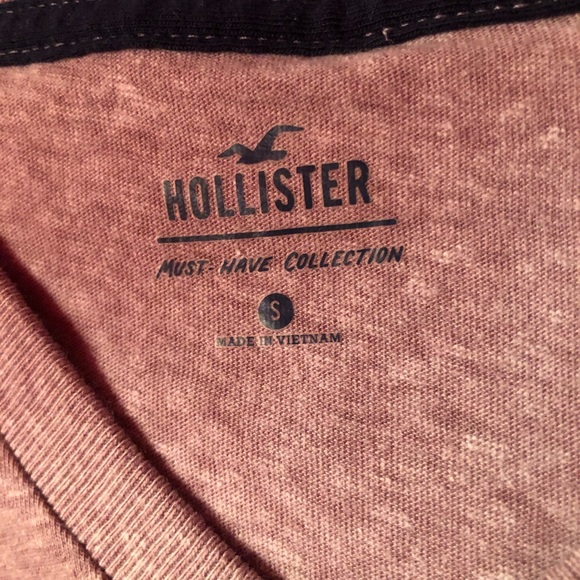 HOLLISTER
MUST HAVE COLLECTION
S
MADE IN VIETNAM